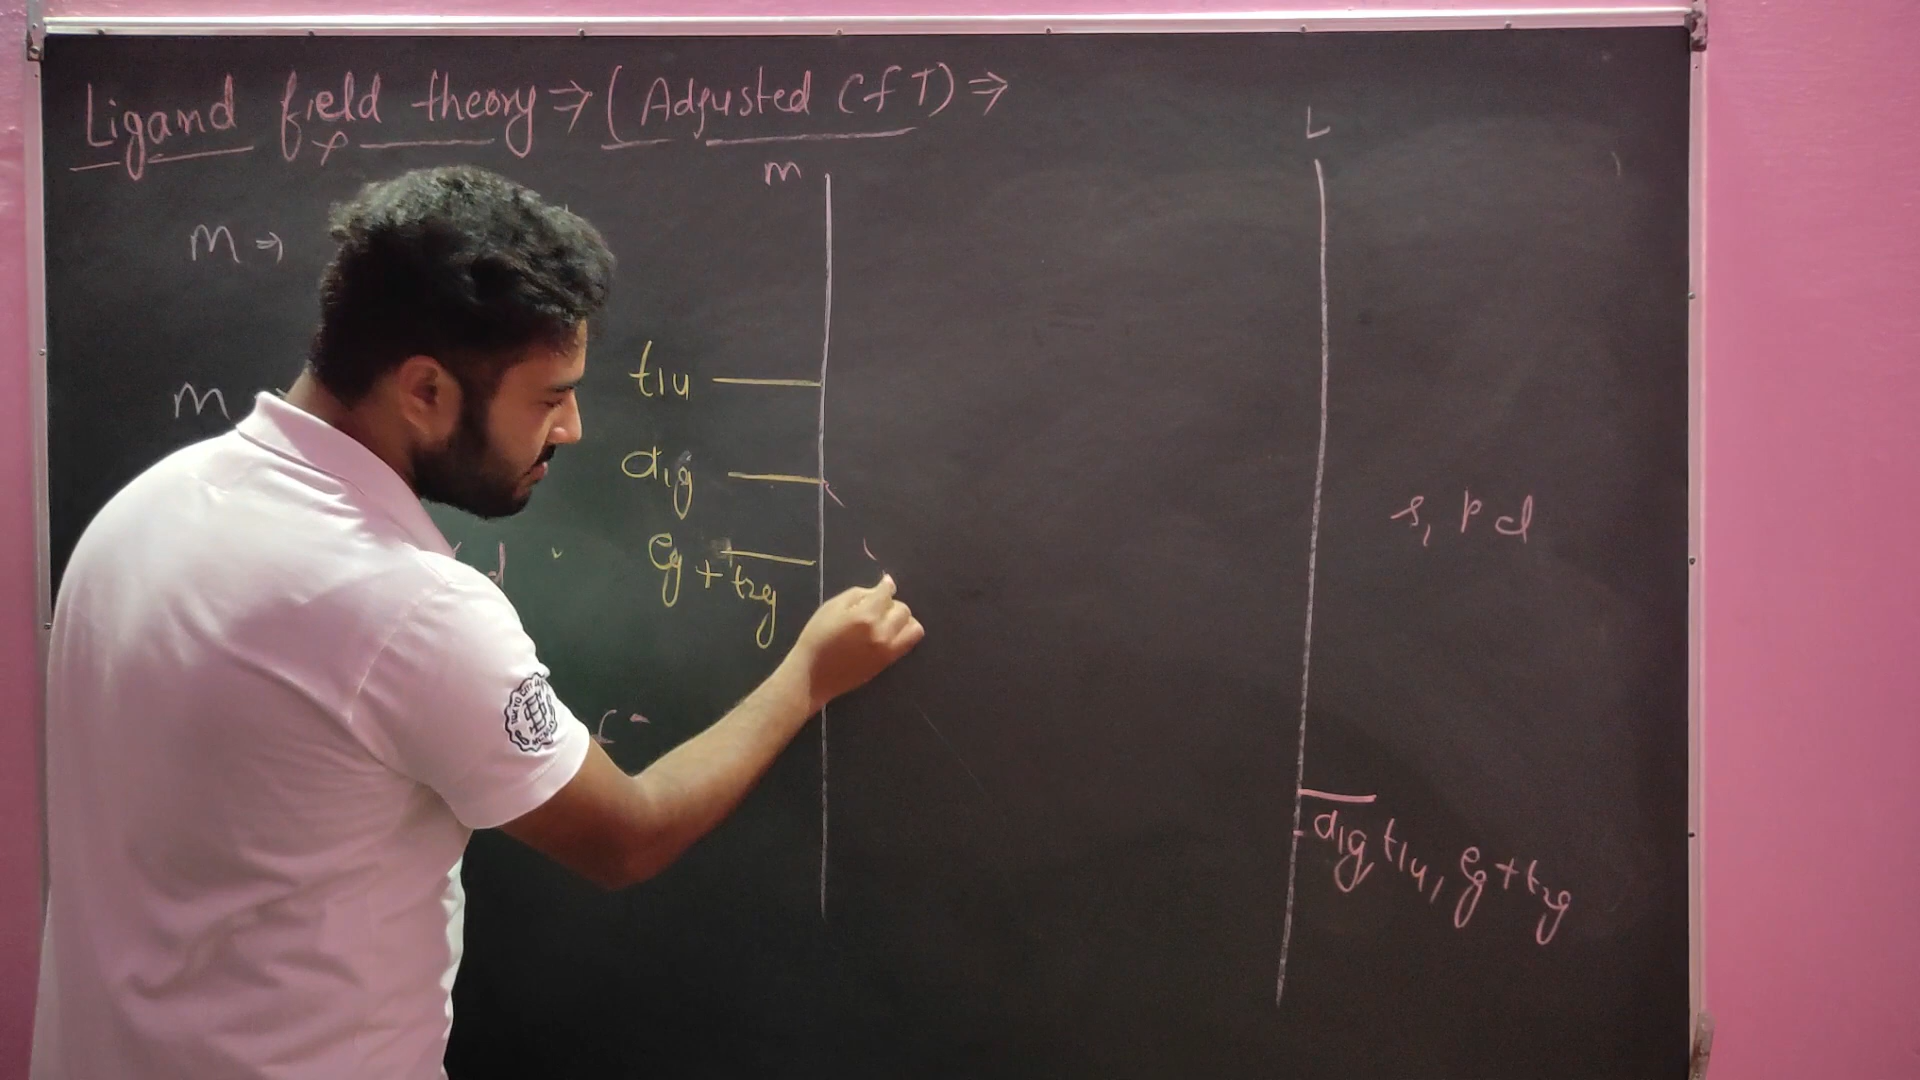 Ligand field theory ⇒ (Adjusted CFT) ⇒
m L
m ⇒
t1u
m
a1g
s, p d
eg + t2g
d
a1g, t1u, eg + t2g